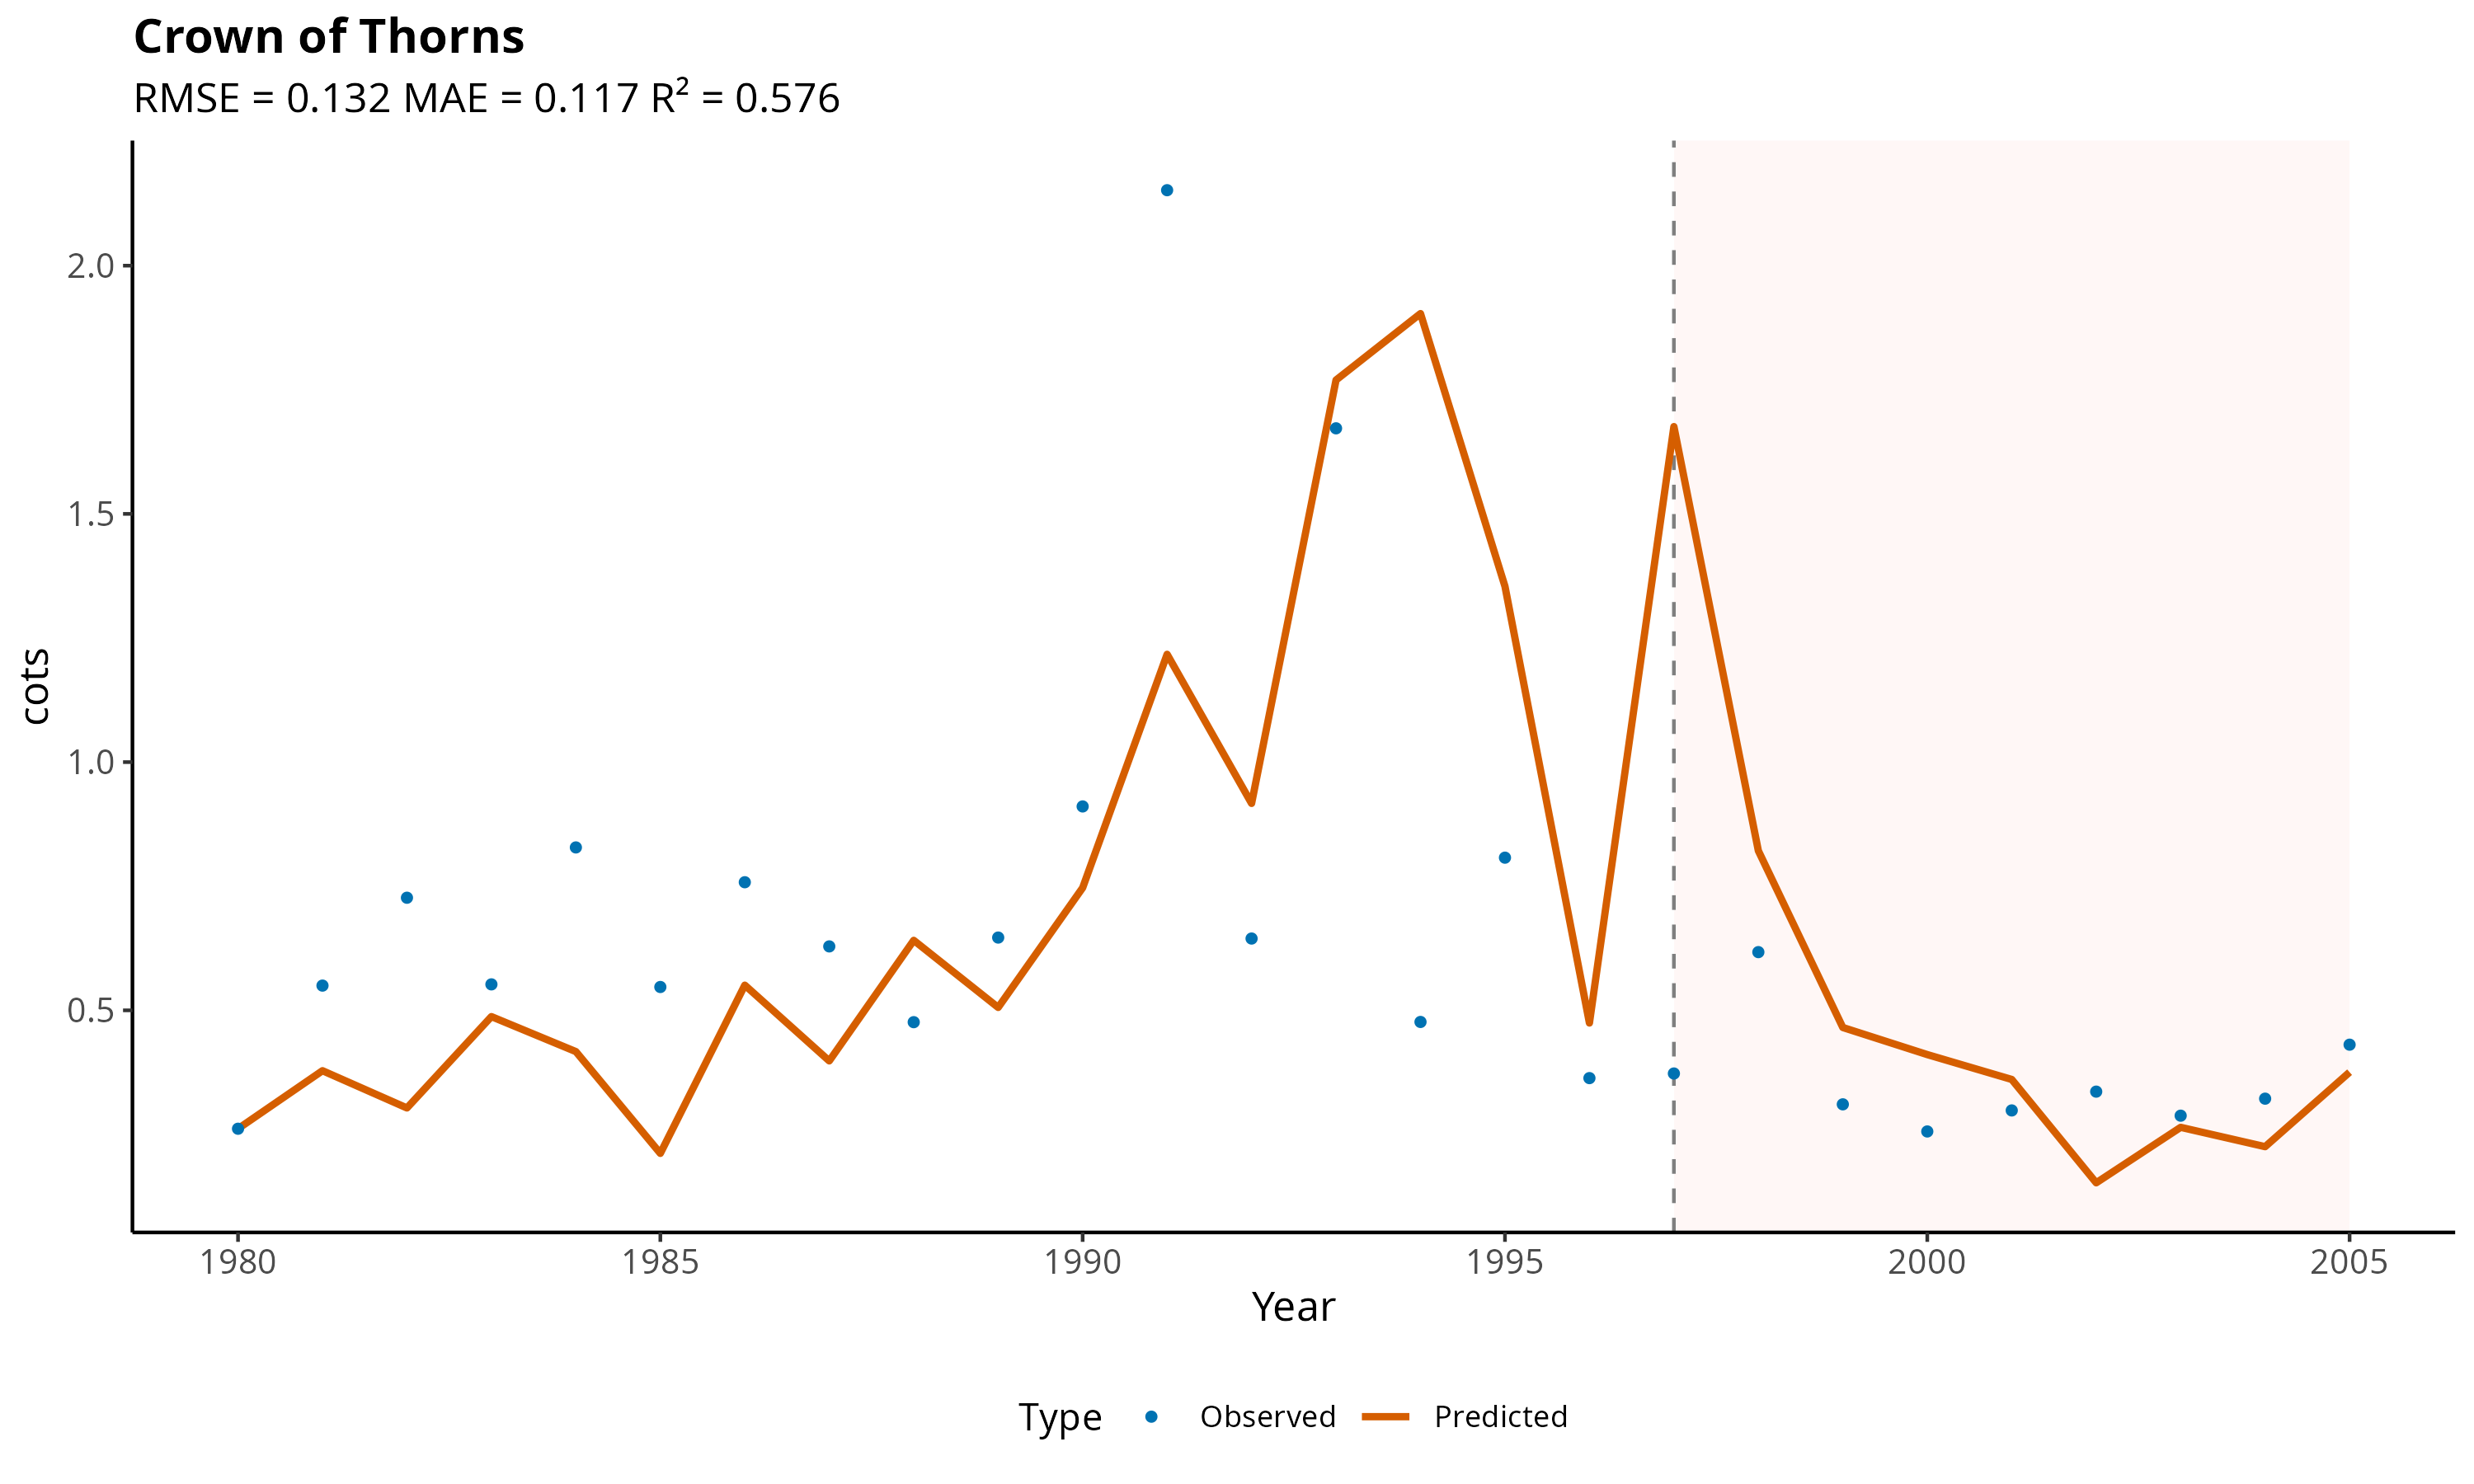 Crown of Thorns
RMSE = 0.132 MAE = 0.117 R² = 0.576
cots
2.0
1.5
1.0
0.5
1980 1985 1990 1995 2000 2005
Year
Type Observed Predicted